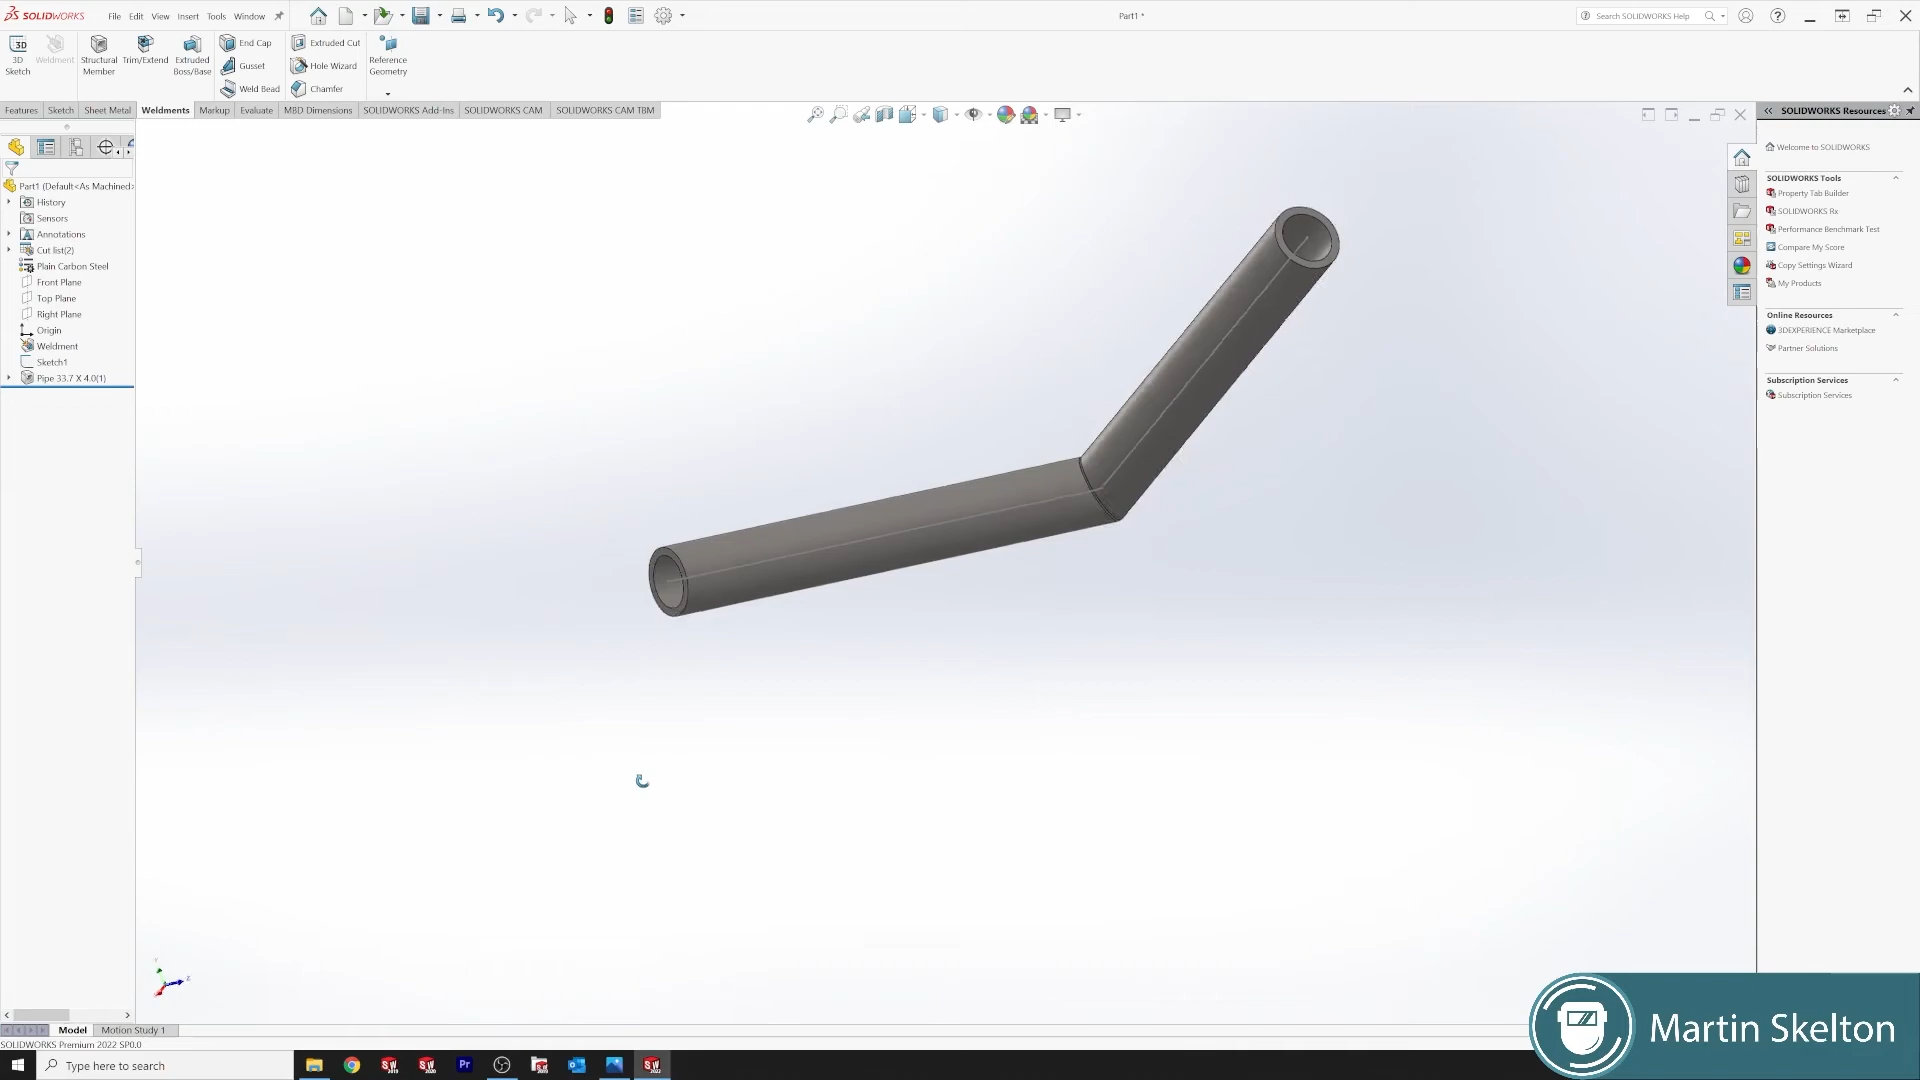 SOLIDWORKS File Edit View Insert Tools Window
Part1 *
Search SOLIDWORKS Help
3D Sketch
Weldment
Structural Member
Trim/Extend
Extruded Boss/Base
End Cap
Gusset
Weld Bead
Extruded Cut
Hole Wizard
Chamfer
Reference Geometry
Features Sketch Sheet Metal Weldments Markup Evaluate MBD Dimensions SOLIDWORKS Add-Ins SOLIDWORKS CAM SOLIDWORKS CAM TBM
Part1 (Default<As Machined>
History
Sensors
Annotations
Cut list(2)
Plain Carbon Steel
Front Plane
Top Plane
Right Plane
Origin
Weldment
Sketch1
Pipe 33.7 X 4.0(1)
SOLIDWORKS Resources
Welcome to SOLIDWORKS
SOLIDWORKS Tools
Property Tab Builder
SOLIDWORKS Rx
Performance Benchmark Test
Compare My Score
Copy Settings Wizard
My Products
Online Resources
3DEXPERIENCE Marketplace
Partner Solutions
Subscription Services
Subscription Services
Model Motion Study 1
SOLIDWORKS Premium 2022 SP0.0
Type here to search
Martin Skelton